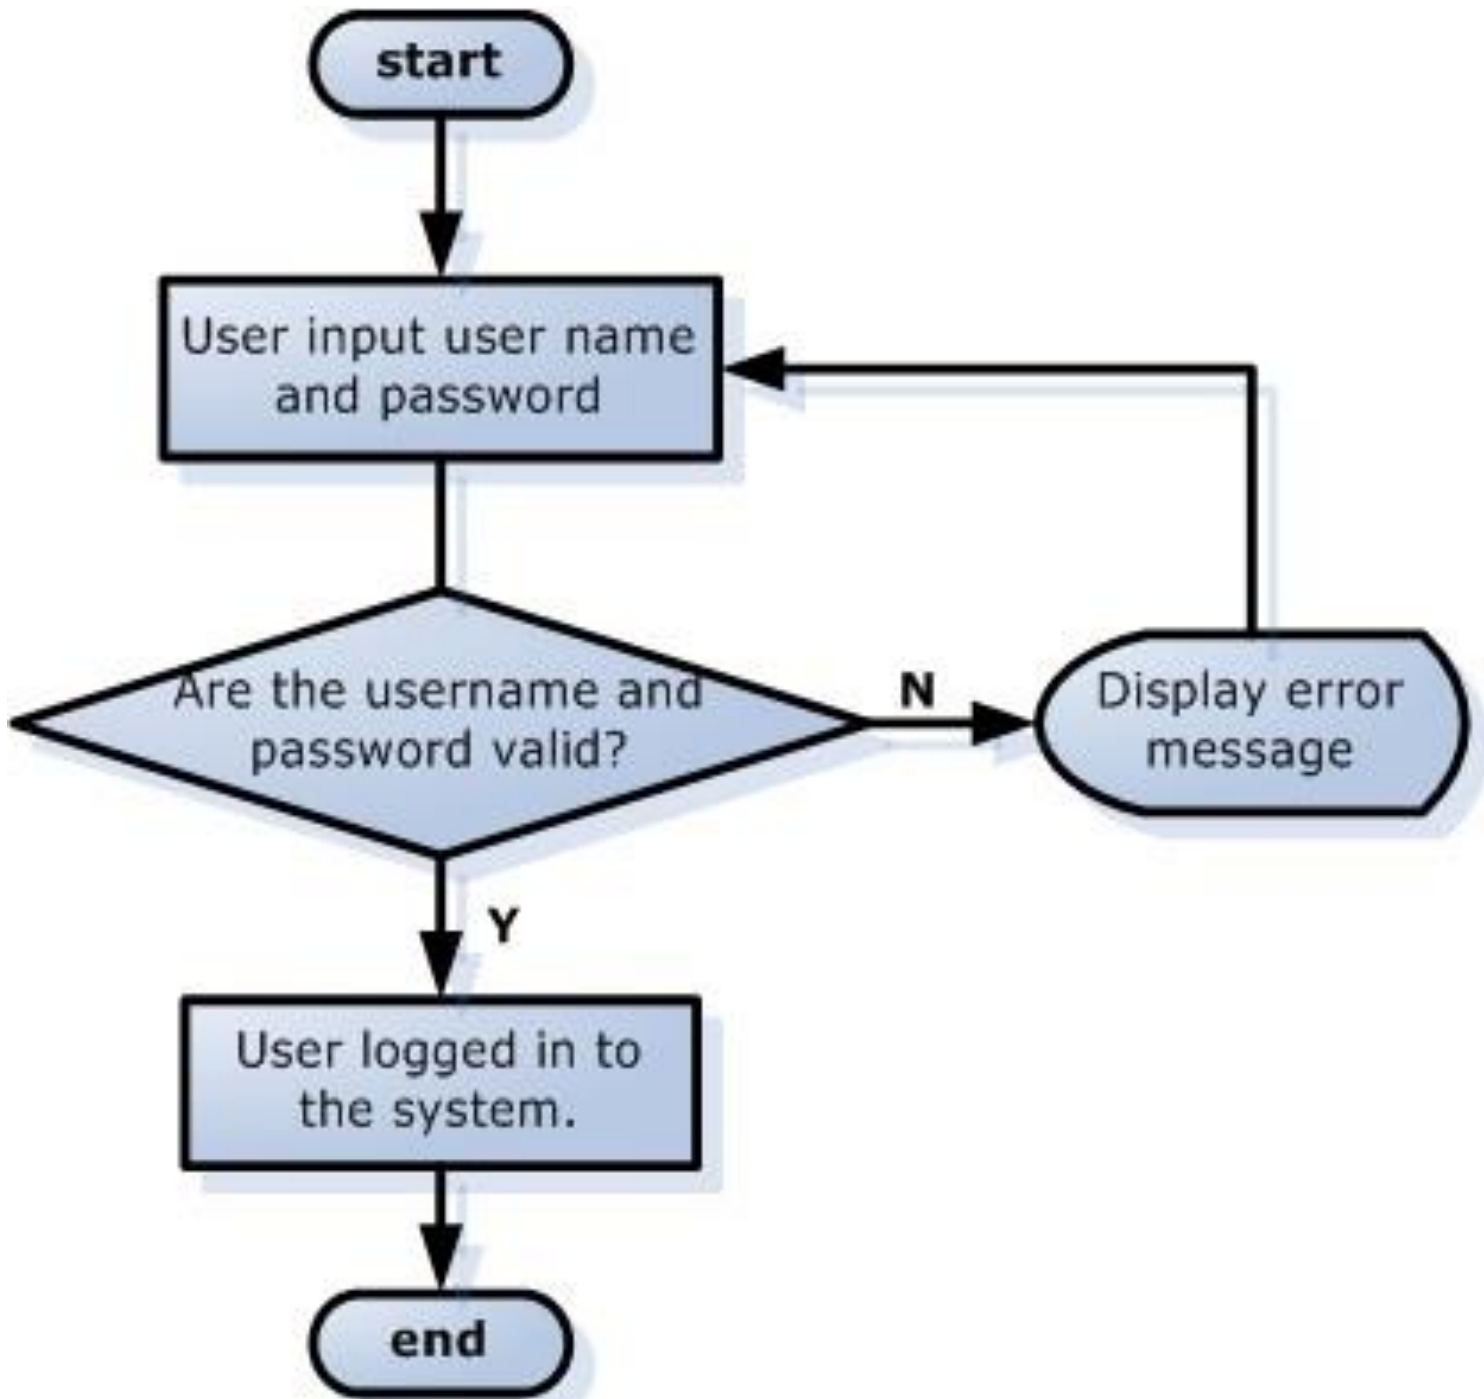 start
User input user name
and password
Are the username and
password valid?
N
Display error
message
Y
User logged in to
the system.
end